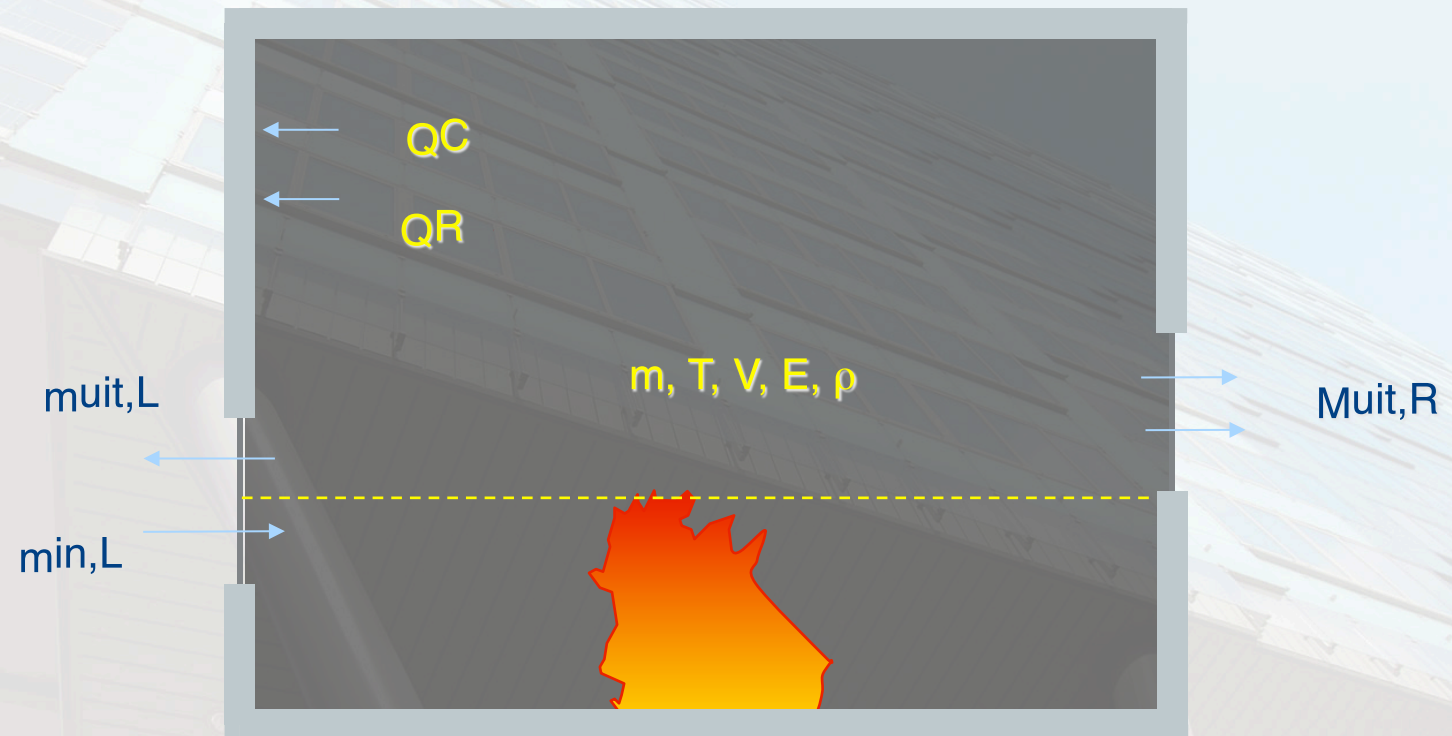 QC
QR
m, T, V, E, ρ
muit,L
Muit,R
min,L